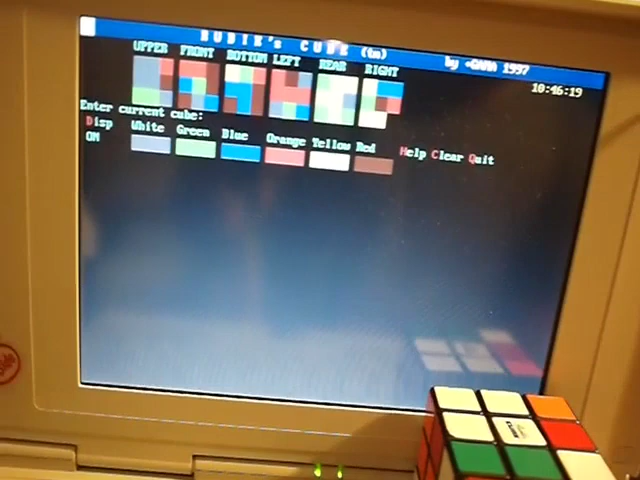 RUBIK's CUBE (tm) by +GAMA 1997
UPPER FRONT BOTTOM LEFT REAR RIGHT
10:46:19
Enter current cube:
Disp White Green Blue Orange Yellow Red Help Clear Quit
ON